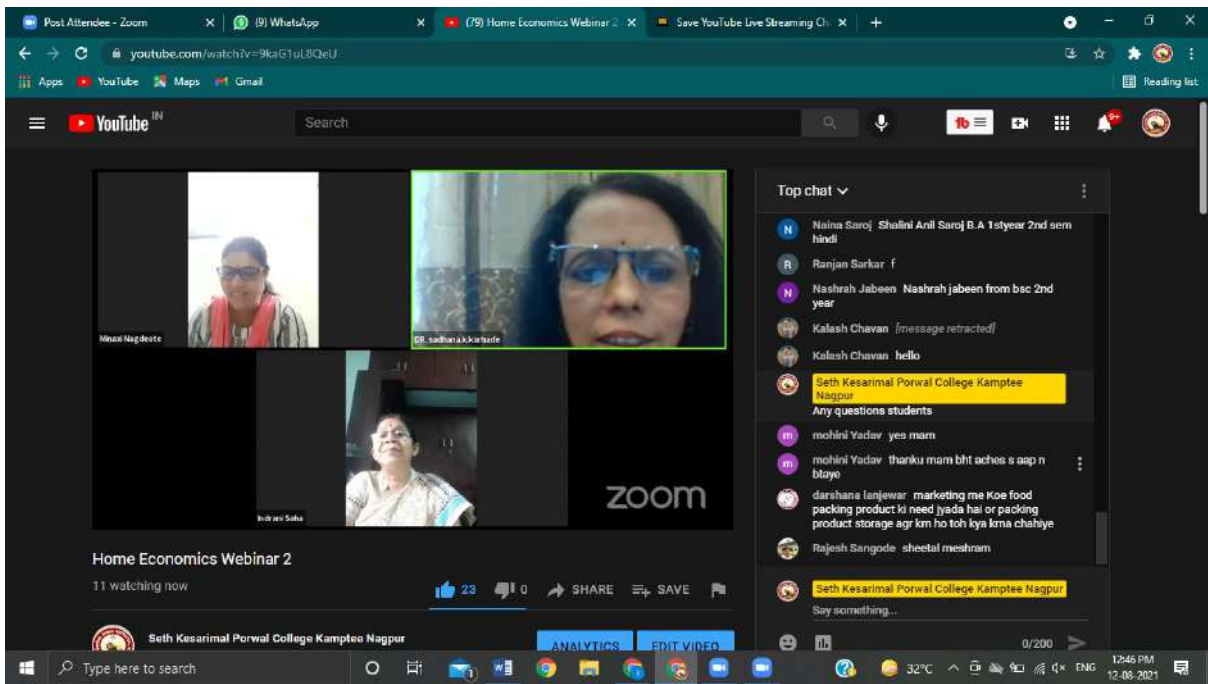 Post Attendee - Zoom
(9) WhatsApp
(79) Home Economics Webinar 2
Save YouTube Live Streaming Ch
youtube.com/watch?v=9kaG1uL8QeU
Apps YouTube Maps Gmail
Reading list
YouTube IN
Search
9+
Minaxi Nagdeote
DR. sadhana.k.karhade
Indrani Saha
zoom
Home Economics Webinar 2
11 watching now
23 0 SHARE SAVE
Seth Kesarimal Porwal College Kamptee Nagpur
ANALYTICS EDIT VIDEO
Top chat
Naina Saroj Shalini Anil Saroj B.A 1styear 2nd sem
hindi
Ranjan Sarkar f
Nashrah Jabeen Nashrah jabeen from bsc 2nd
year
Kalash Chavan [message retracted]
Kalash Chavan hello
Seth Kesarimal Porwal College Kamptee
Nagpur
Any questions students
mohini Yadav yes mam
mohini Yadav thanku mam bht aches s aap n
btaye
darshana lanjewar marketing me Koe food
packing product ki need jyada hai or packing
product storage agr km ho toh kya krna chahiye
Rajesh Sangode sheetal meshram
Seth Kesarimal Porwal College Kamptee Nagpur
Say something...
0/200
Type here to search
32°C
ENG
12:46 PM
12-08-2021